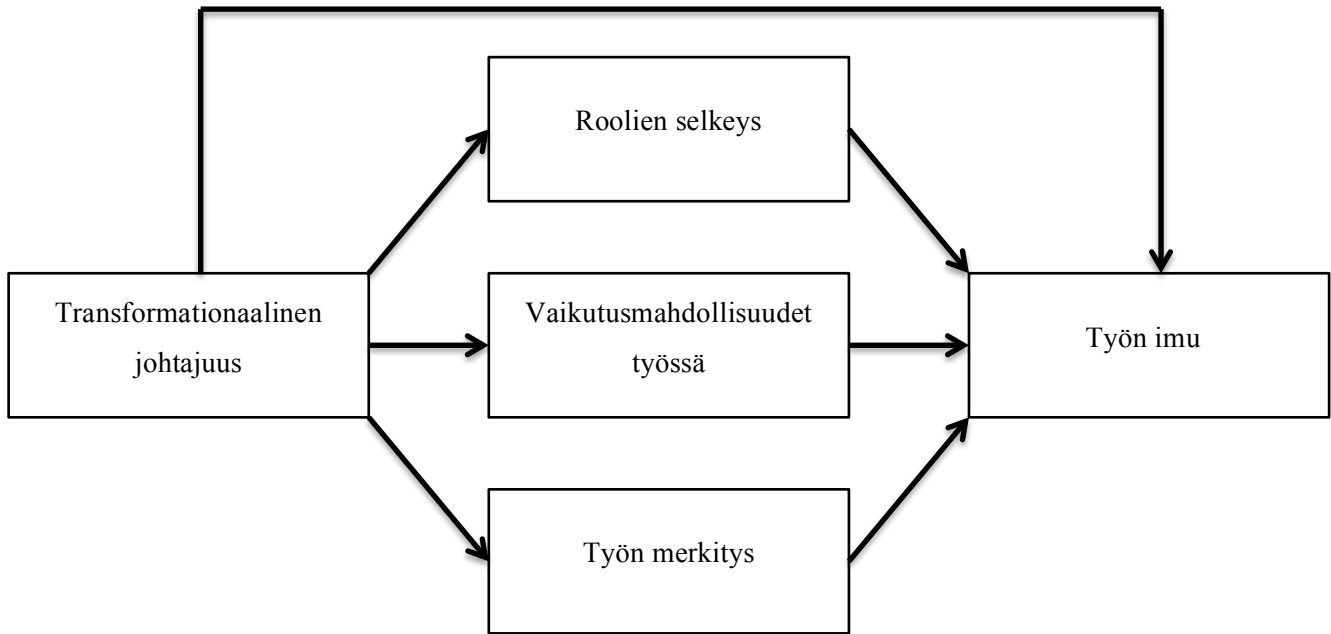 Roolien selkeys
Transformationaalinen
johtajuus
Vaikutusmahdollisuudet
työssä
Työn imu
Työn merkitys